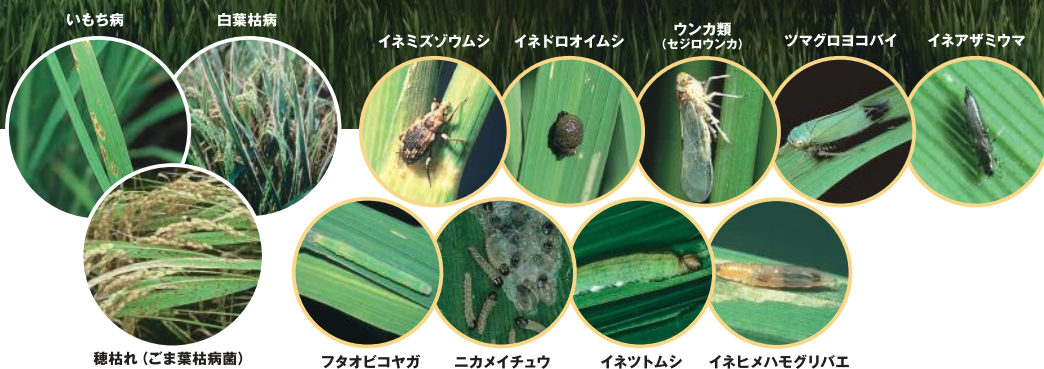 いもち病
白葉枯病
イネミズゾウムシ
イネドロオイムシ
ウンカ類
（セジロウンカ）
ツマグロヨコバイ
イネアザミウマ
穂枯れ（ごま葉枯病菌）
フタオビコヤガ
ニカメイチュウ
イネツトムシ
イネヒメハモグリバエ